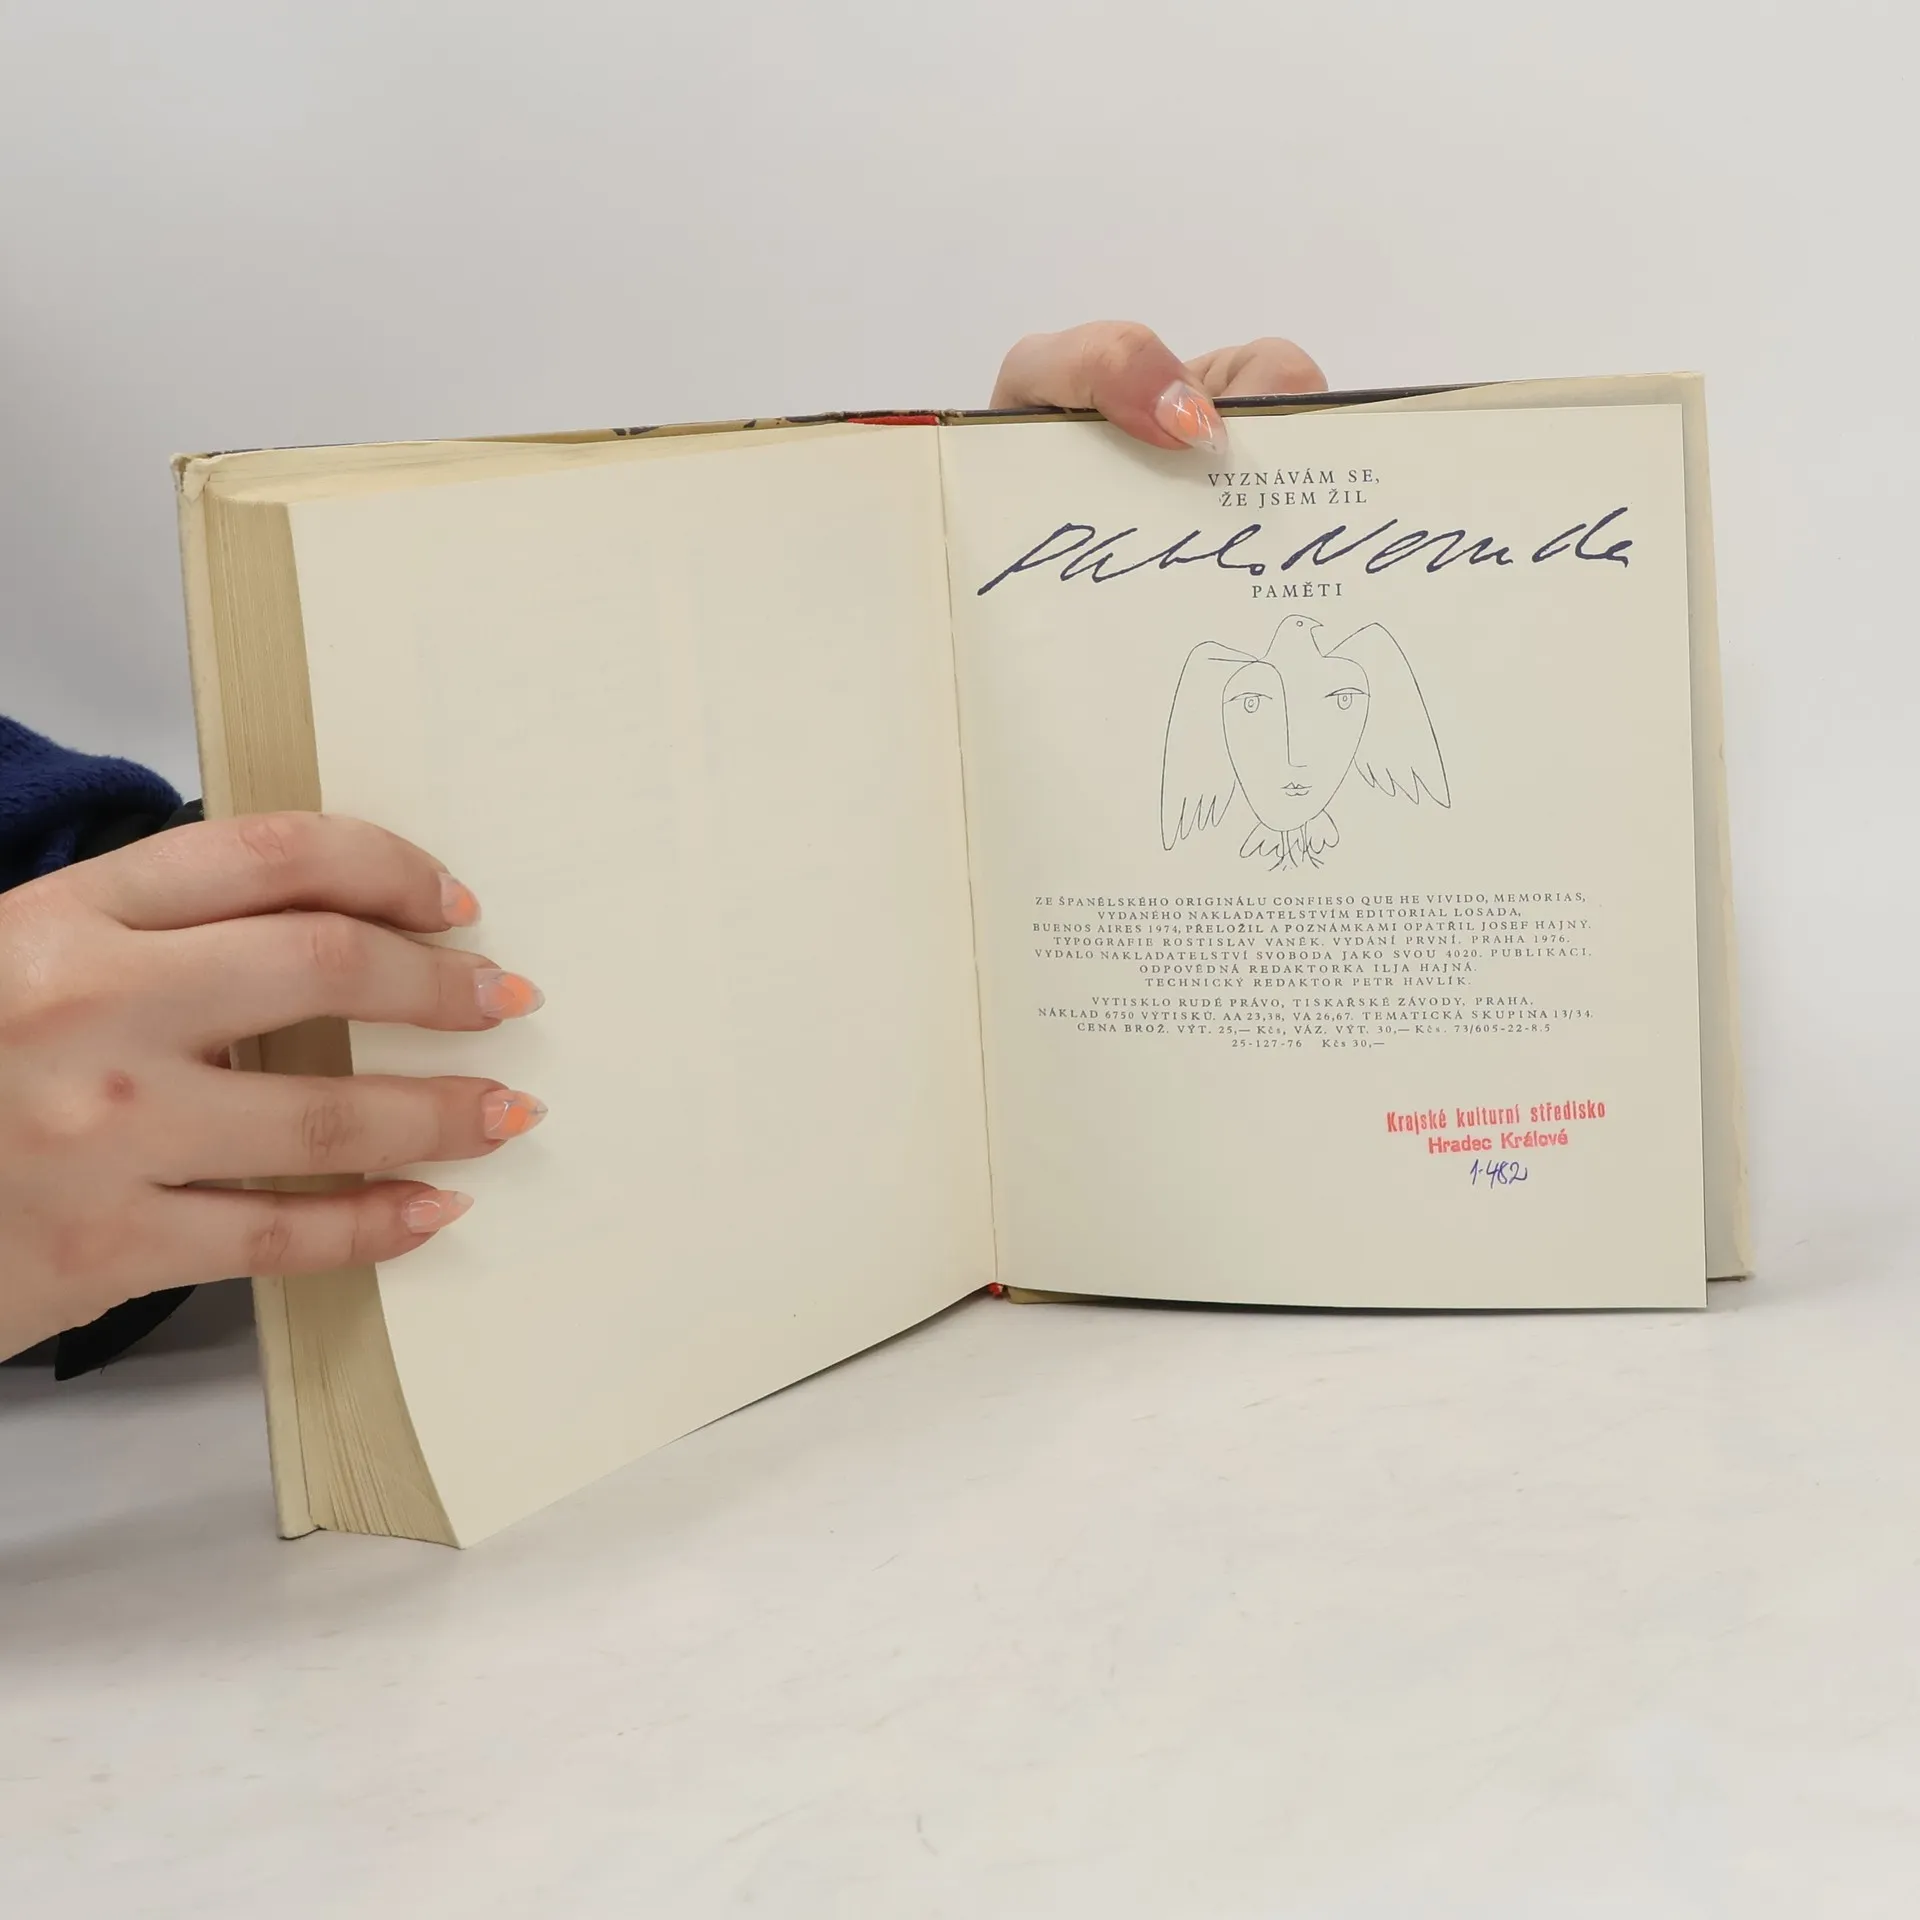 VYZNÁVÁM SE,
ŽE JSEM ŽIL
Pablo Neruda
PAMĚTI
ZE ŠPANĚLSKÉHO ORIGINÁLU CONFIESO QUE HE VIVIDO, MEMORIAS,
VYDANÉHO NAKLADATELSTVÍM EDITORIAL LOSADA,
BUENOS AIRES 1974, PŘELOŽIL A POZNÁMKAMI OPATŘIL JOSEF HAJNÝ.
TYPOGRAFIE ROSTISLAV VANĚK. VYDÁNÍ PRVNÍ. PRAHA 1976.
VYDALO NAKLADATELSTVÍ SVOBODA JAKO SVOU 4020. PUBLIKACI.
ODPOVĚDNÁ REDAKTORKA ILJA HAJNÁ.
TECHNICKÝ REDAKTOR PETR HAVLÍK.
VYTISKLO RUDÉ PRÁVO, TISKAŘSKÉ ZÁVODY, PRAHA.
NÁKLAD 6750 VÝTISKŮ. AA 23,38, VA 26,67. TEMATICKÁ SKUPINA 13/34.
CENA BROŽ. VÝT. 25,— Kčs, VÁZ. VÝT. 30,— Kčs. 73/605-22-8.5
25-127-76 Kčs 30,—
Krajské kulturní středisko
Hradec Králové
1-482